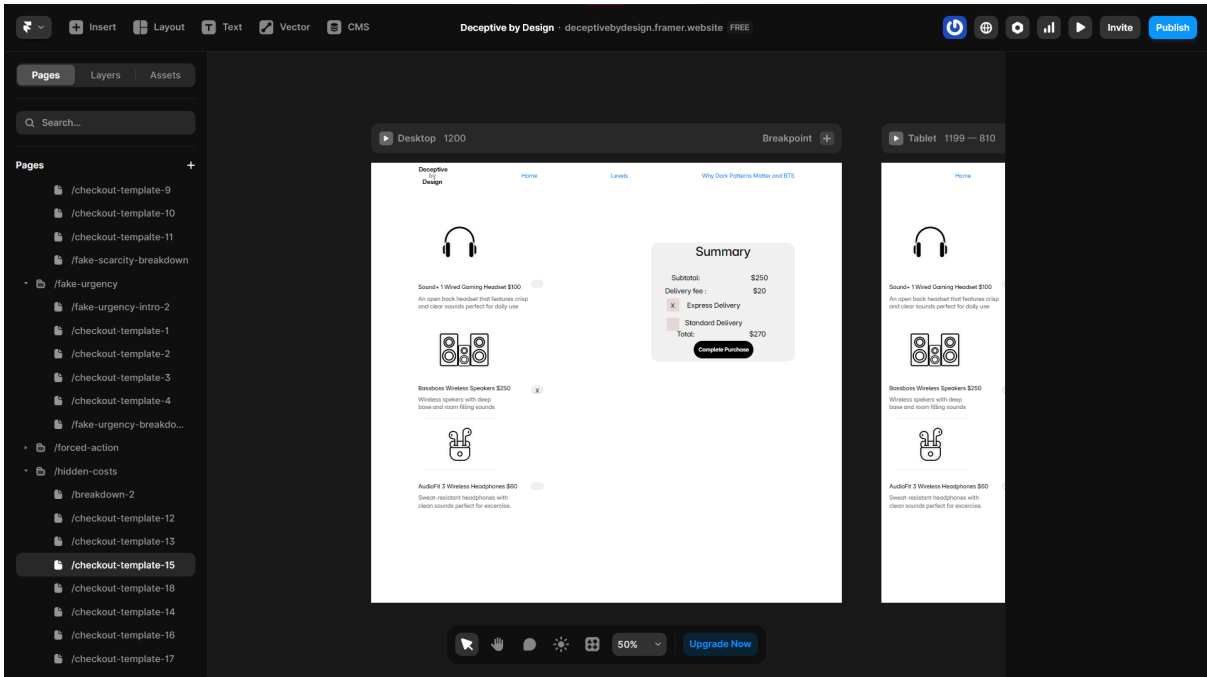 Insert Layout Text Vector CMS Deceptive by Design · deceptivebydesign.framer.website FREE Invite Publish
Pages Layers Assets
Search...
Pages +
/checkout-template-9
/checkout-template-10
/checkout-tempalte-11
/fake-scarcity-breakdown
/fake-urgency
/fake-urgency-intro-2
/checkout-template-1
/checkout-template-2
/checkout-template-3
/checkout-template-4
/fake-urgency-breakdo...
/forced-action
/hidden-costs
/breakdown-2
/checkout-template-12
/checkout-template-13
/checkout-template-15
/checkout-template-18
/checkout-template-14
/checkout-template-16
/checkout-template-17
Desktop 1200 Breakpoint +
Deceptive
by
Design
Home Levels Why Dark Patterns Matter and BTS
Sound+ 1 Wired Gaming Headset $100
An open back headset that features crisp
and clear sounds perfect for daily use
Bassboss Wireless Speakers $250 X
Wireless spekers with deep
base and room filling sounds
AudioFit 3 Wireless Headphones $60
Sweat-resistant headphones with
clean sounds perfect for excercise.
Summary
Subtotal: $250
Delivery fee : $20
X Express Delivery
Standard Delivery
Total: $270
Complete Purchase
Tablet 1199 — 810
Home
Sound+ 1 Wired Gaming Headset $100
An open back headset that features crisp
and clear sounds perfect for daily use
Bassboss Wireless Speakers $250
Wireless spekers with deep
base and room filling sounds
AudioFit 3 Wireless Headphones $60
Sweat-resistant headphones with
clean sounds perfect for excercise.
50% Upgrade Now